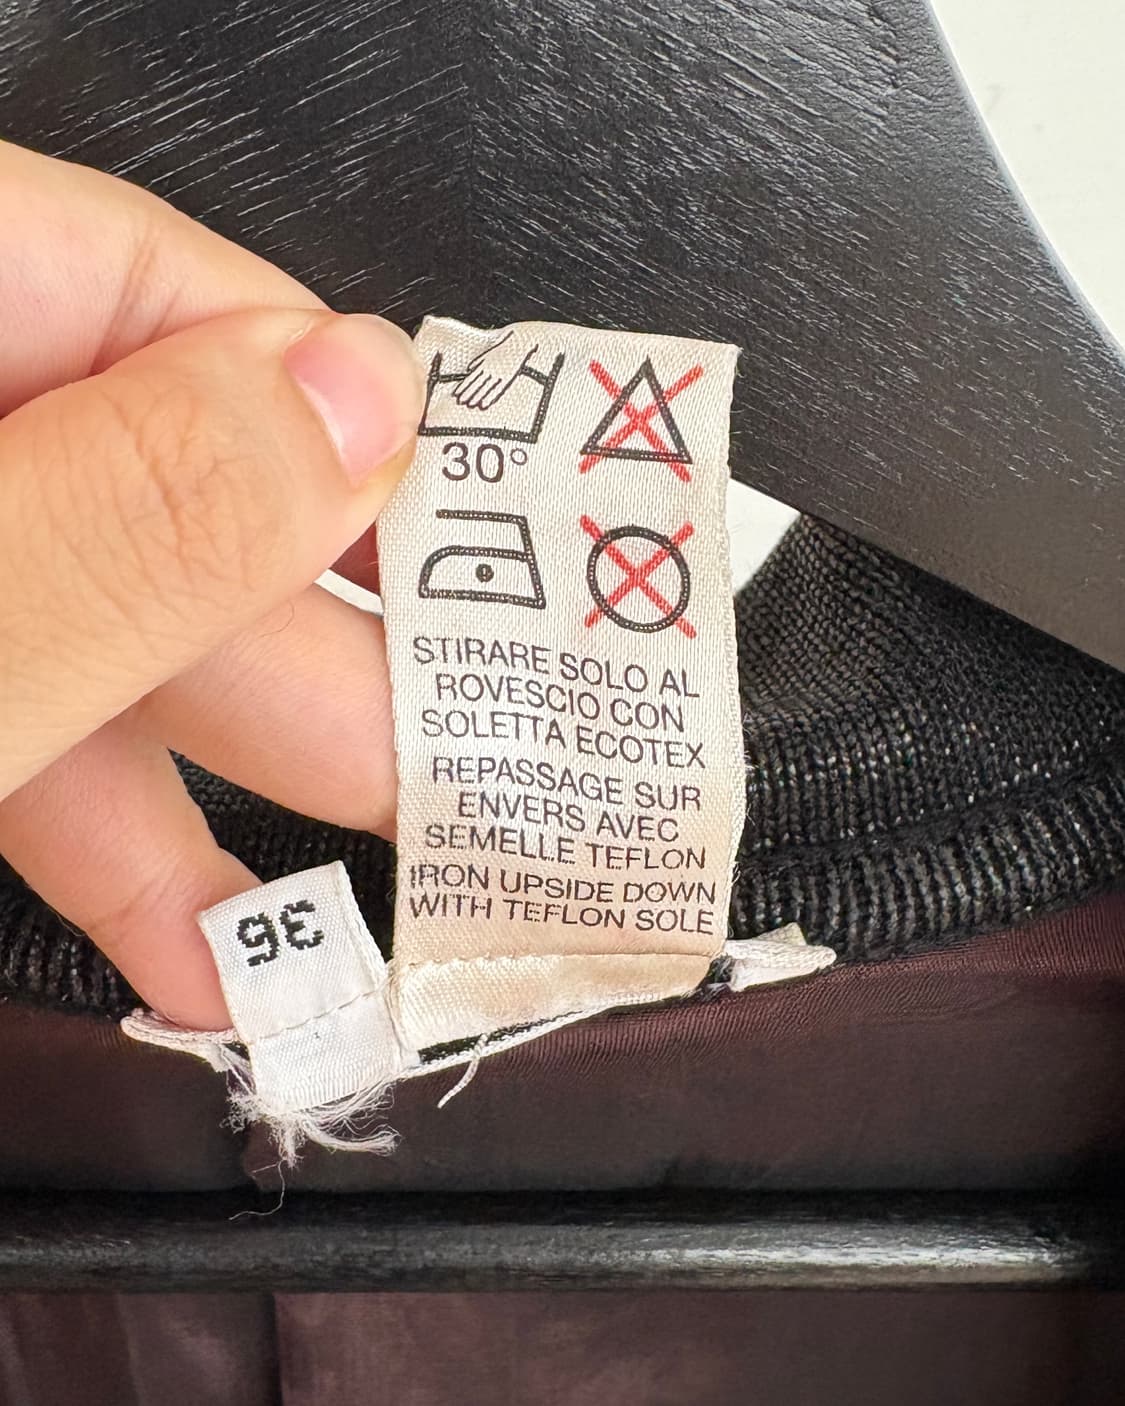 30°
STIRARE SOLO AL
ROVESCIO CON
SOLETTA ECOTEX
REPASSAGE SUR
ENVERS AVEC
SEMELLE TEFLON
IRON UPSIDE DOWN
WITH TEFLON SOLE
36